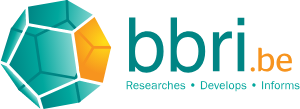 bbri.be
Researches • Develops • Informs